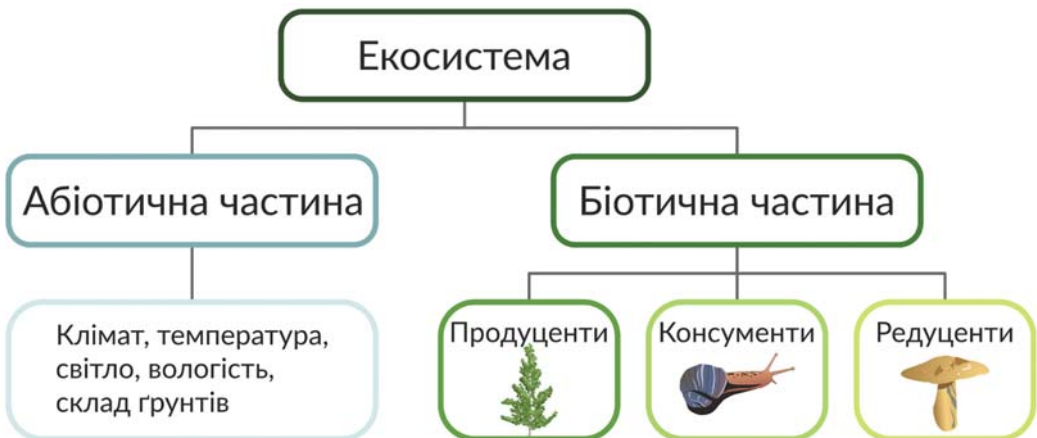 Екосистема
Абіотична частина
Біотична частина
Клімат, температура,
світло, вологість,
склад ґрунтів
Продуценти
Консументи
Редуценти